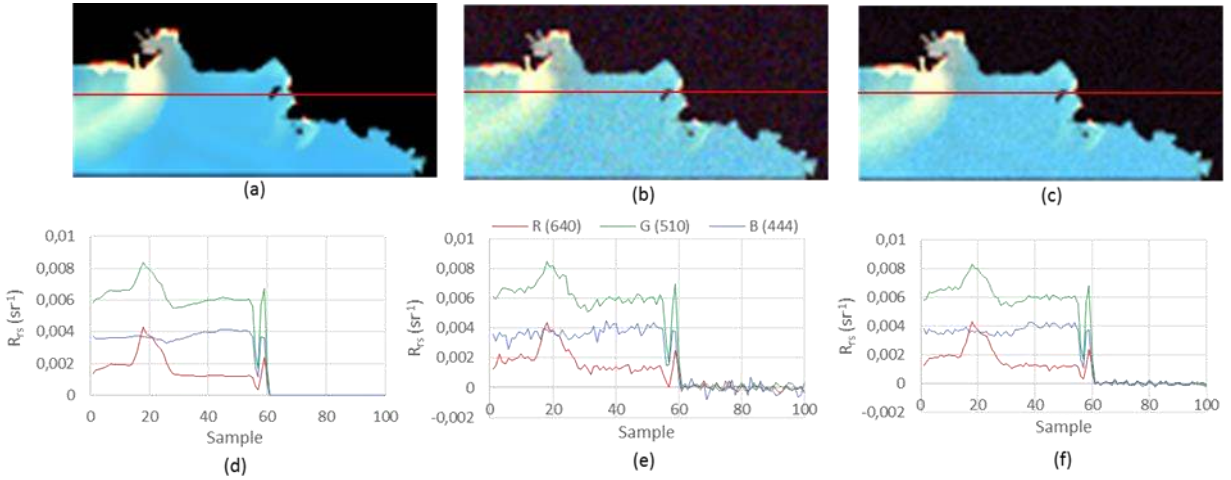 (a)
(b)
(c)
0,01
0,008
0,006
0,004
0,002
0
Rrs (sr-1)
0 20 40 60 80 100
Sample
(d)
R (640) G (510) B (444)
0,01
0,008
0,006
0,004
0,002
0
-0,002
Rrs (sr-1)
0 20 40 60 80 100
Sample
(e)
0,01
0,008
0,006
0,004
0,002
0
-0,002
Rrs (sr-1)
0 20 40 60 80 100
Sample
(f)